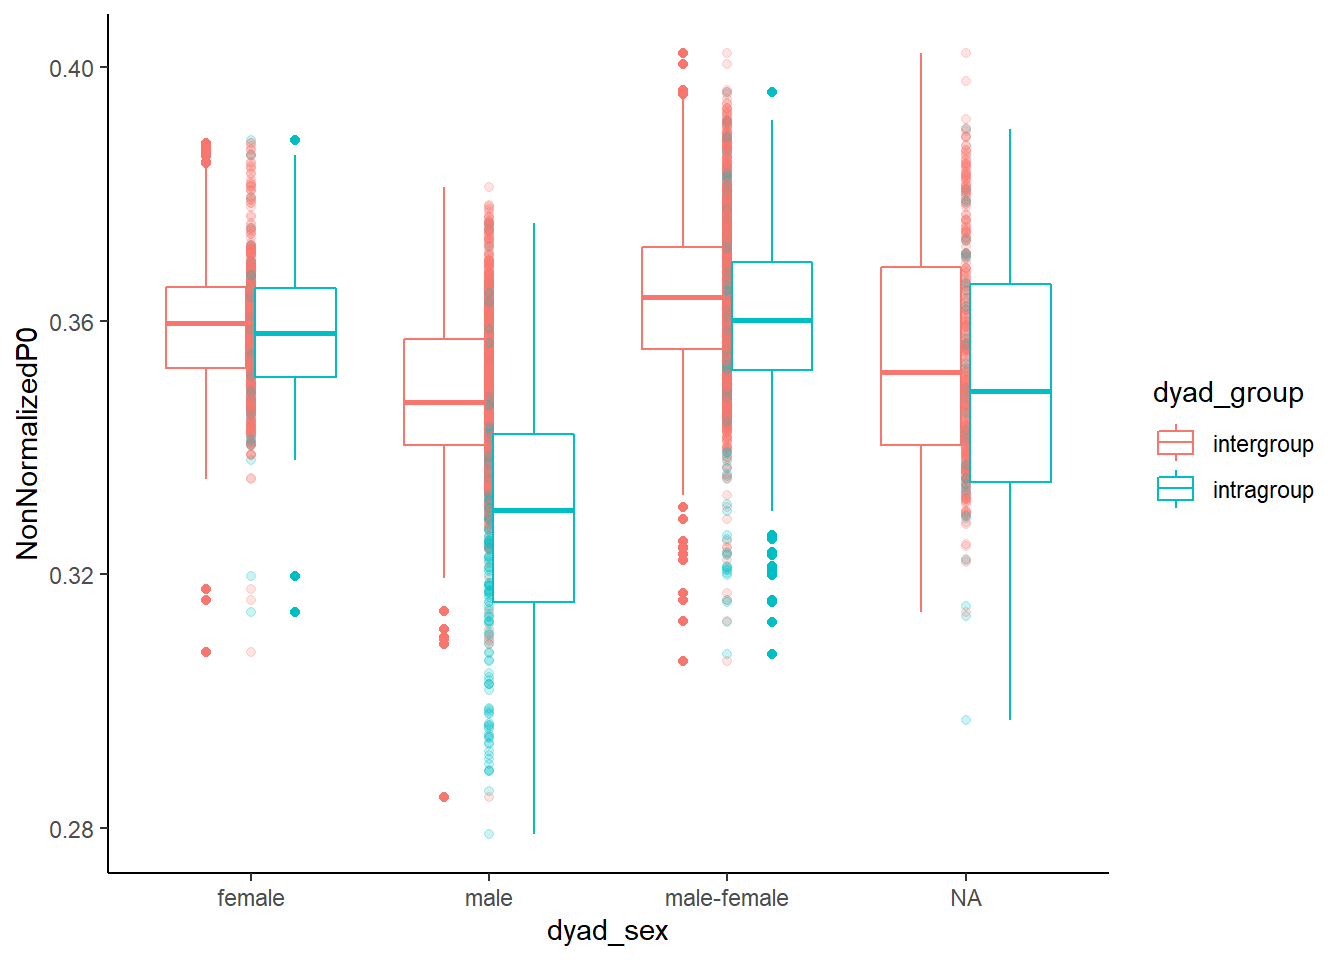 NonNormalizedP0
0.40
0.36
0.32
0.28
female
male
male-female
NA
dyad_sex
dyad_group
intergroup
intragroup